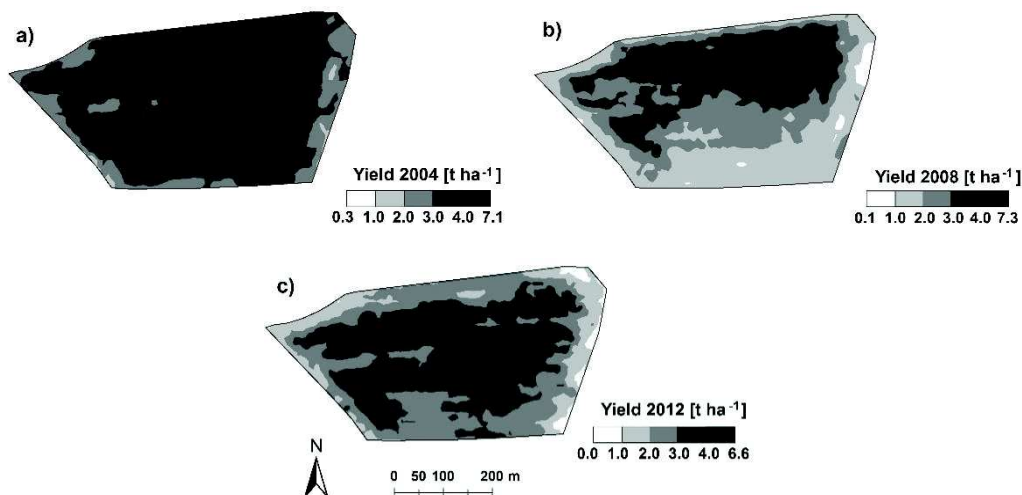 a)
Yield 2004 [t ha⁻¹]
0.3 1.0 2.0 3.0 4.0 7.1
b)
Yield 2008 [t ha⁻¹]
0.1 1.0 2.0 3.0 4.0 7.3
c)
Yield 2012 [t ha⁻¹]
0.0 1.0 2.0 3.0 4.0 6.6
N
0 50 100 200 m